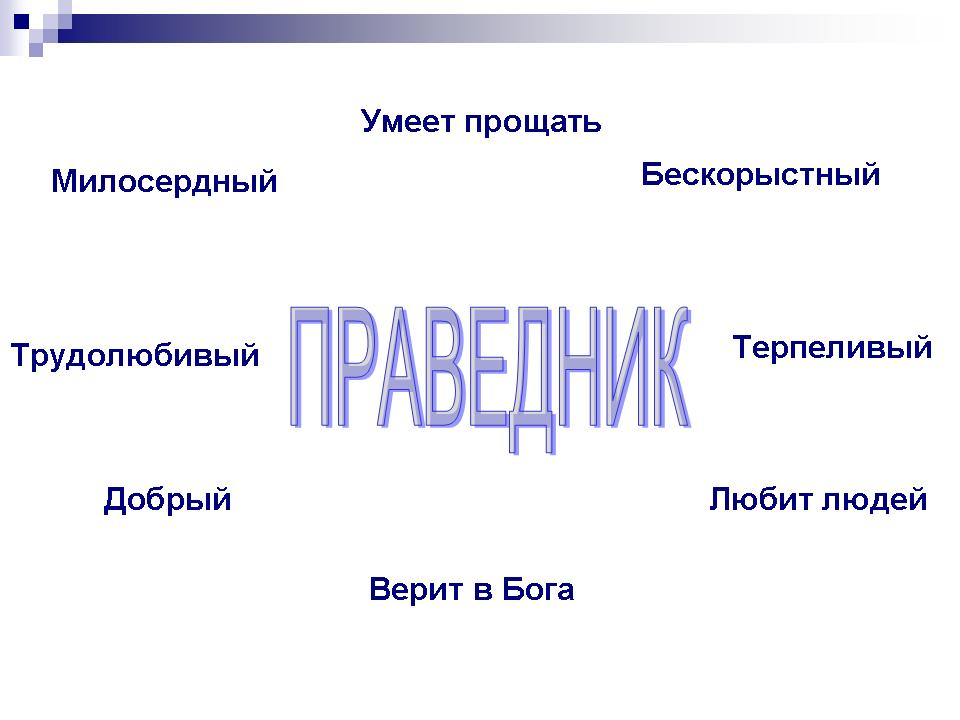 Умеет прощать
Милосердный
Бескорыстный
ПРАВЕДНИК
Трудолюбивый
Терпеливый
Добрый
Любит людей
Верит в Бога